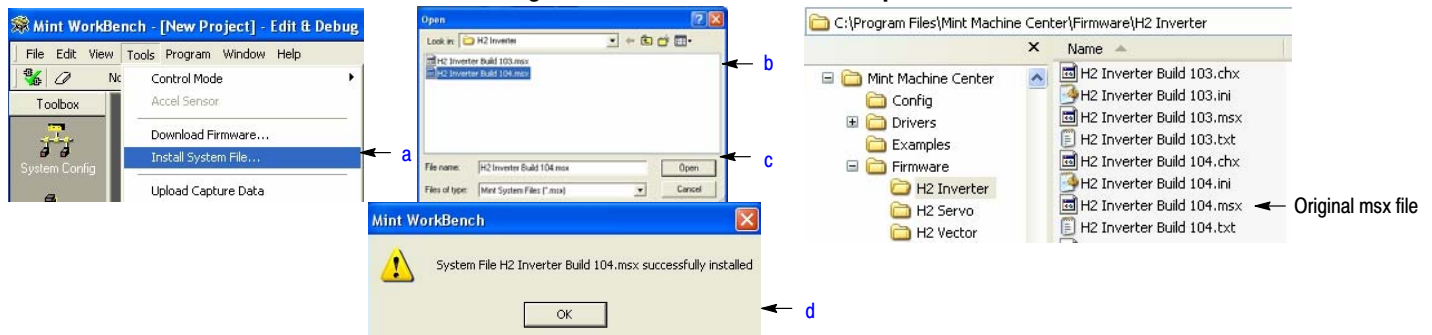 Mint WorkBench - [New Project] - Edit & Debug
File Edit View Tools Program Window Help
Toolbox
System Config
Control Mode
Accel Sensor
Download Firmware...
Install System File...
Upload Capture Data
a
Open
Look in: H2 Inverter
H2 Inverter Build 103.msx
H2 Inverter Build 104.msx
b
c
File name: H2 Inverter Build 104.msx Open
Files of type: Mint System Files (*.msx) Cancel
Mint WorkBench
System File H2 Inverter Build 104.msx successfully installed
OK
d
C:\Program Files\Mint Machine Center\Firmware\H2 Inverter
Mint Machine Center
Config
Drivers
Examples
Firmware
H2 Inverter
H2 Servo
H2 Vector
Name
H2 Inverter Build 103.chx
H2 Inverter Build 103.ini
H2 Inverter Build 103.msx
H2 Inverter Build 103.txt
H2 Inverter Build 104.chx
H2 Inverter Build 104.ini
H2 Inverter Build 104.msx
Original msx file
H2 Inverter Build 104.txt